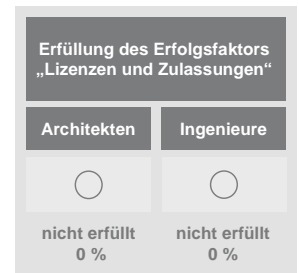 Erfüllung des Erfolgsfaktors
„Lizenzen und Zulassungen“
Architekten Ingenieure
nicht erfüllt nicht erfüllt
0 % 0 %